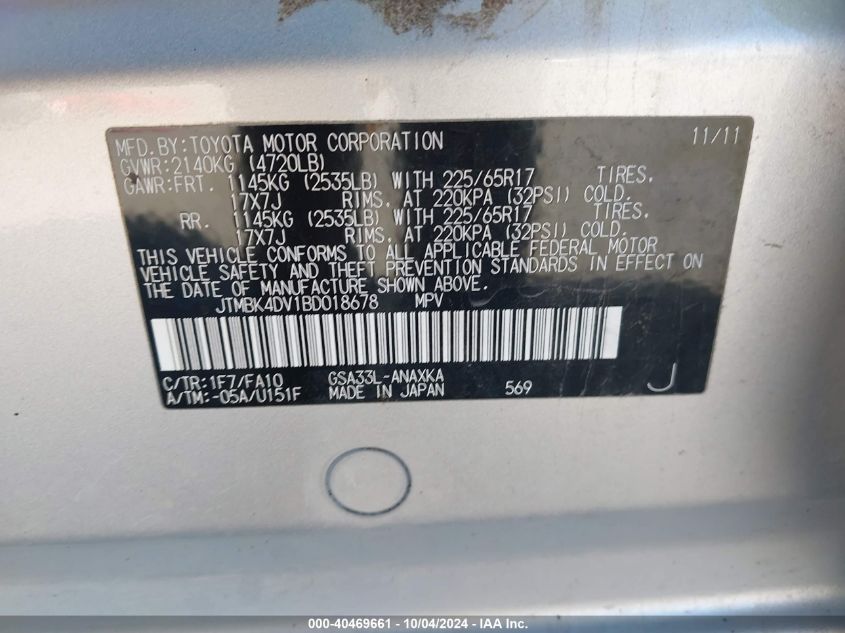 MFD.BY:TOYOTA MOTOR CORPORATION 11/11
GVWR:2140KG (4720LB)
GAWR:FRT. 1145KG (2535LB) WITH 225/65R17 TIRES.
17X7J RIMS. AT 220KPA (32PSI) COLD.
RR. 1145KG (2535LB) WITH 225/65R17 TIRES.
17X7J RIMS. AT 220KPA (32PSI) COLD.
THIS VEHICLE CONFORMS TO ALL APPLICABLE FEDERAL MOTOR
VEHICLE SAFETY AND THEFT PREVENTION STANDARDS IN EFFECT ON
THE DATE OF MANUFACTURE SHOWN ABOVE.
JTMBK4DV1BD018678 MPV
C/TR:1F7/FA10 GSA33L-ANAXKA
A/TM:-05A/U151F MADE IN JAPAN 569 J
000-40469661 - 10/04/2024 - IAA Inc.